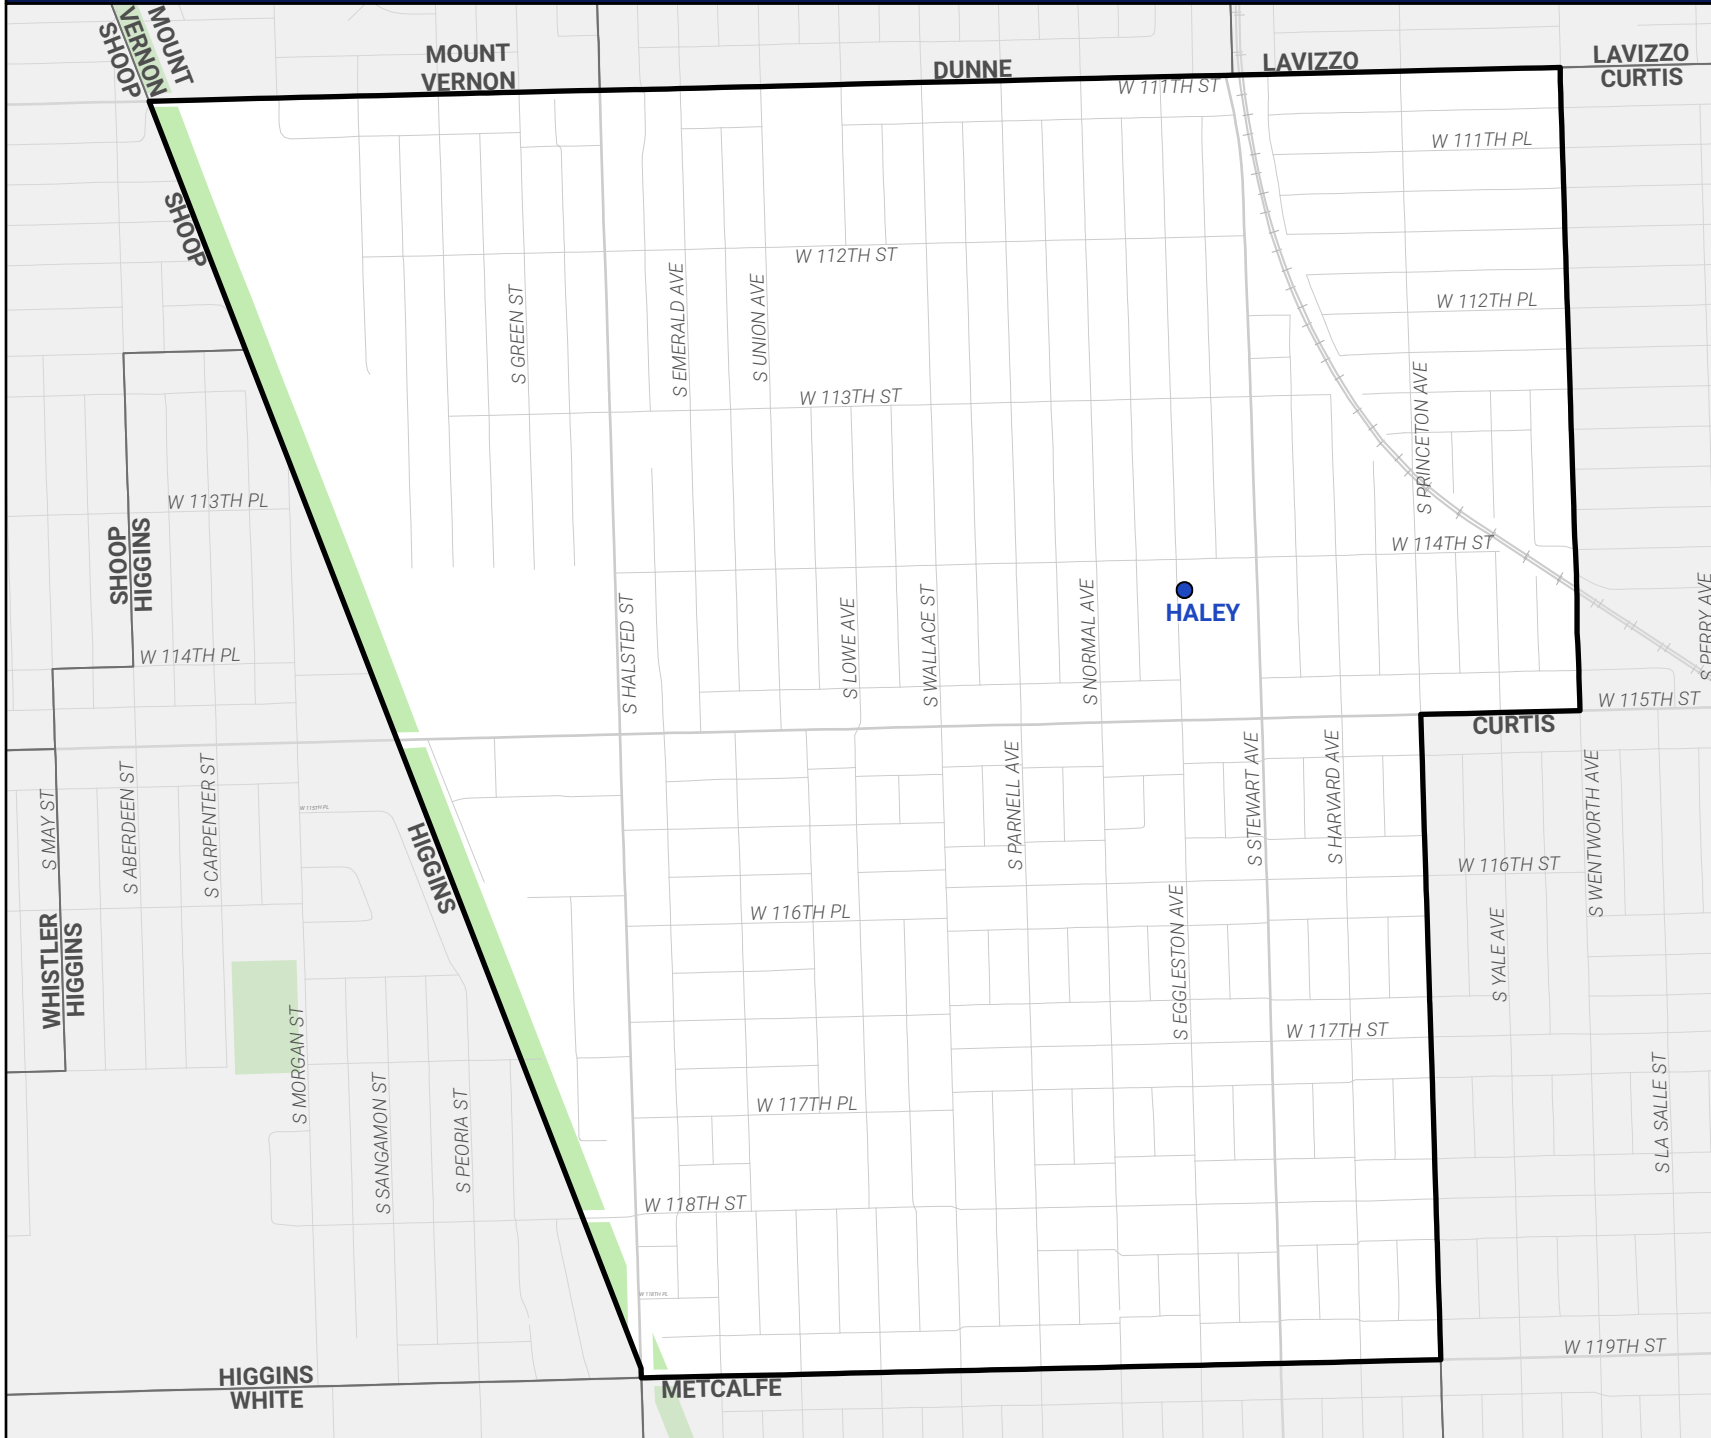 MOUNT
VERNON
SHOOP
MOUNT
VERNON
DUNNE
LAVIZZO
LAVIZZO
CURTIS
W 111TH ST
W 111TH PL
SHOOP
W 112TH ST
S GREEN ST
S EMERALD AVE
S UNION AVE
W 112TH PL
W 113TH ST
S PRINCETON AVE
W 113TH PL
SHOOP
HIGGINS
W 114TH ST
HALEY
S HALSTED ST
S LOWE AVE
S WALLACE ST
S NORMAL AVE
S PERRY AVE
W 114TH PL
W 115TH ST
CURTIS
S MAY ST
S ABERDEEN ST
S CARPENTER ST
W 115TH PL
HIGGINS
S PARNELL AVE
S STEWART AVE
S HARVARD AVE
S WENTWORTH AVE
W 116TH ST
W 116TH PL
S EGGLESTON AVE
S YALE AVE
WHISTLER
HIGGINS
W 117TH ST
S MORGAN ST
S SANGAMON ST
S PEORIA ST
W 117TH PL
S LA SALLE ST
W 118TH ST
W 118TH PL
W 119TH ST
HIGGINS
WHITE
METCALFE